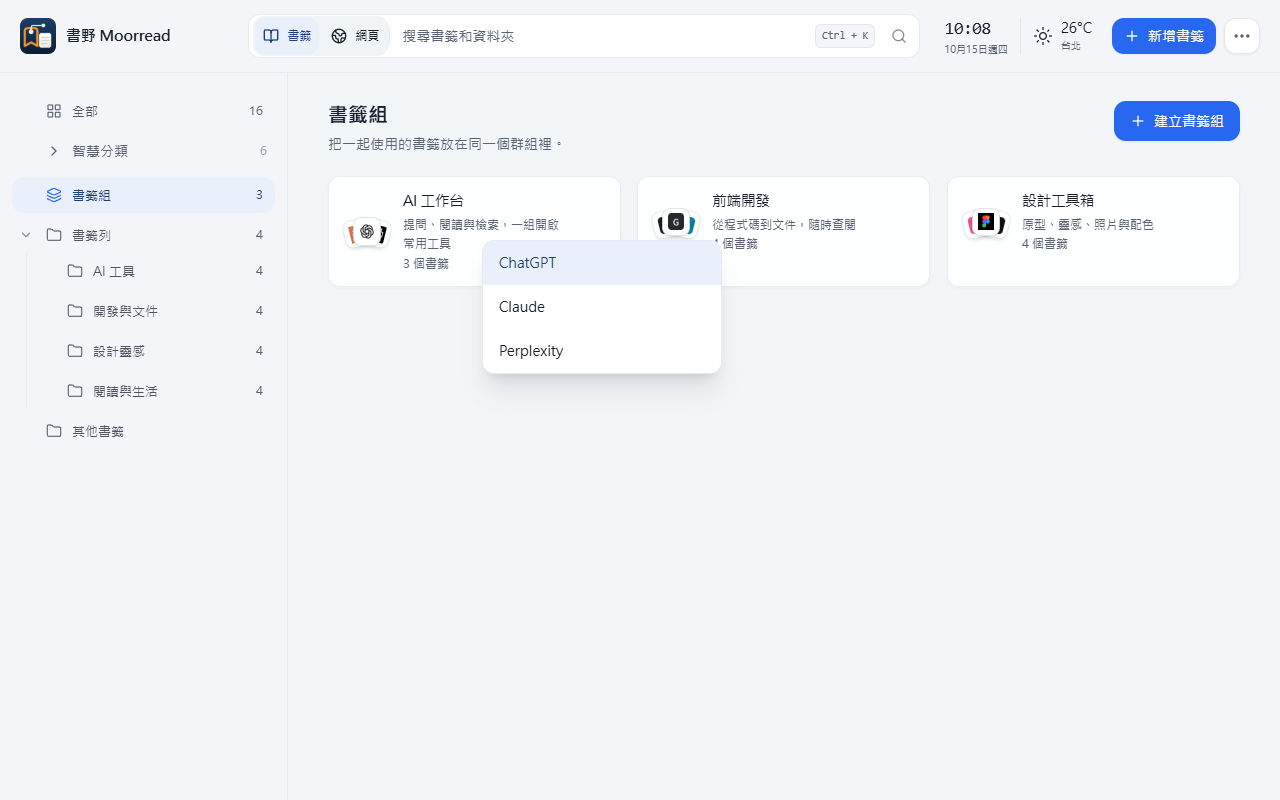 書野 Moorread
書籤
網頁
搜尋書籤和資料夾
Ctrl + K
10:08
10月15日週四
26°C
台北
新增書籤
全部 16
智慧分類 6
書籤組 3
書籤列 4
AI 工具 4
開發與文件 4
設計靈感 4
閱讀與生活 4
其他書籤
書籤組
把一起使用的書籤放在同一個群組裡。
建立書籤組
AI 工作台
提問、閱讀與檢索，一組開啟
常用工具
3 個書籤
G
前端開發
從程式碼到文件，隨時查閱
個書籤
設計工具箱
原型、靈感、照片與配色
4 個書籤
ChatGPT
Claude
Perplexity